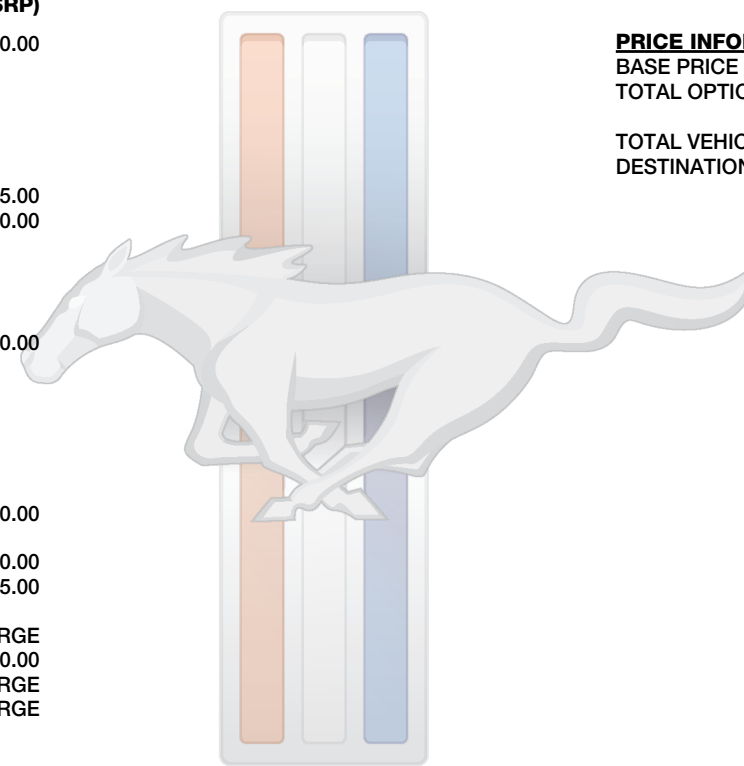 SRP)
0.00
5.00
0.00
0.00
0.00
0.00
5.00
RGE
0.00
RGE
RGE
PRICE INFO
BASE PRICE
TOTAL OPTIO
TOTAL VEHIC
DESTINATION